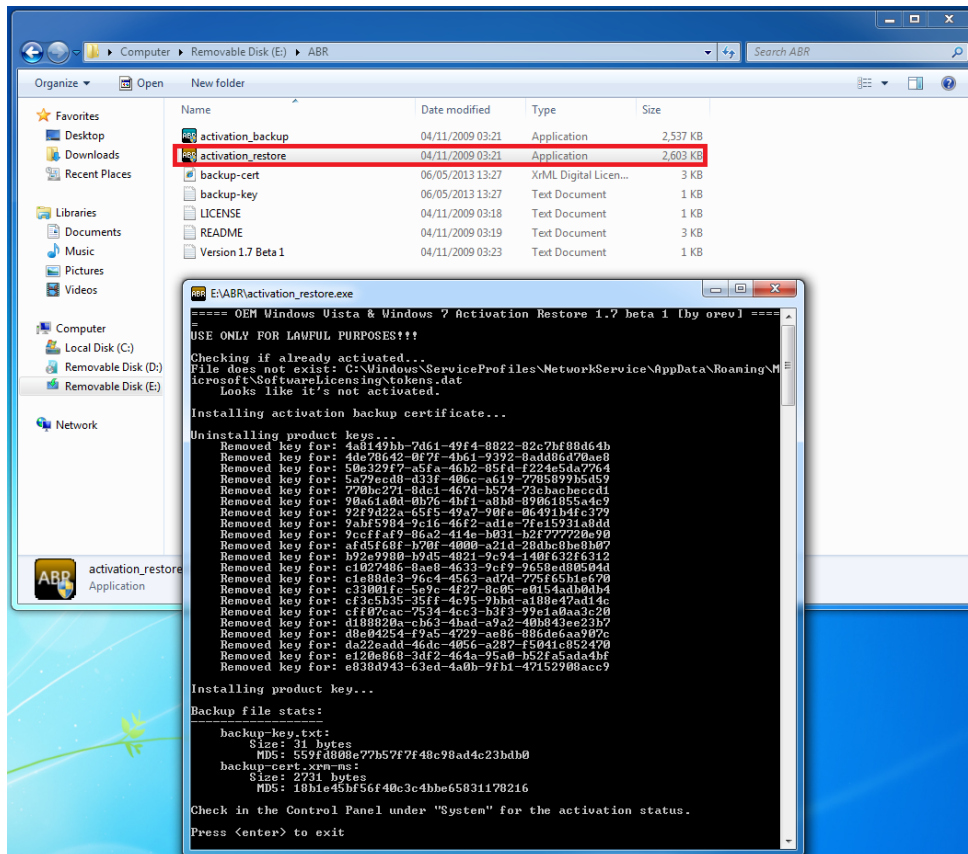 Computer ▸ Removable Disk (E:) ▸ ABR
Search ABR
Organize
Open
New folder
Favorites
Desktop
Downloads
Recent Places
Libraries
Documents
Music
Pictures
Videos
Computer
Local Disk (C:)
Removable Disk (D:)
Removable Disk (E:)
Network
Name Date modified Type Size
activation_backup 04/11/2009 03:21 Application 2,537 KB
activation_restore 04/11/2009 03:21 Application 2,603 KB
backup-cert 06/05/2013 13:27 XrML Digital Licen... 3 KB
backup-key 06/05/2013 13:27 Text Document 1 KB
LICENSE 04/11/2009 03:18 Text Document 1 KB
README 04/11/2009 03:19 Text Document 3 KB
Version 1.7 Beta 1 04/11/2009 03:23 Text Document 1 KB
ABR
activation_restore
Application
ABR E:\ABR\activation_restore.exe
===== OEM Windows Vista & Windows 7 Activation Restore 1.7 beta 1 [by orev] ====
=
USE ONLY FOR LAWFUL PURPOSES!!!
Checking if already activated...
File does not exist: C:\Windows\ServiceProfiles\NetworkService\AppData\Roaming\M
icrosoft\SoftwareLicensing\tokens.dat
Looks like it's not activated.
Installing activation backup certificate...
Uninstalling product keys...
Removed key for: 4a8149bb-7d61-49f4-8822-82c7bf88d64b
Removed key for: 4de78642-0f7f-4b61-9392-8add86d70ae8
Removed key for: 50e329f7-a5fa-46b2-85fd-f224e5da7764
Removed key for: 5a79ecd8-d33f-406c-a619-7785899b5d59
Removed key for: 770bc271-8dc1-467d-b574-73cbacbeccd1
Removed key for: 90a61a0d-0b76-4bf1-a8b8-89061855a4c9
Removed key for: 92f9d22a-65f5-49a7-90fe-06491b4fc379
Removed key for: 9abf5984-9c16-46f2-ad1e-7fe15931a8dd
Removed key for: 9ccffaf9-86a2-414e-b031-b2f777720e90
Removed key for: afd5f68f-b70f-4000-a21d-28dbc8be8b07
Removed key for: b92e9980-b9d5-4821-9c94-140f632f6312
Removed key for: c1027486-8ae8-4633-9cf9-9658ed80504d
Removed key for: c1e88de3-96c4-4563-ad7d-775f65b1e670
Removed key for: c33001fc-5e9c-4f27-8c05-e0154adb0db4
Removed key for: cf3c5b35-35ff-4c95-9bbd-a188e47ad14c
Removed key for: cff07cac-7534-4cc3-b3f3-99e1a0aa3c20
Removed key for: d188820a-cb63-4bad-a9a2-40b843ee23b7
Removed key for: d8e04254-f9a5-4729-ae86-886de6aa907c
Removed key for: da22eadd-46dc-4056-a287-f5041c852470
Removed key for: e120e868-3df2-464a-95a0-b52fa5ada4bf
Removed key for: e838d943-63ed-4a0b-9fb1-47152908acc9
Installing product key...
Backup file stats:
------------------
backup-key.txt:
Size: 31 bytes
MD5: 559fd808e77b57f7f48c98ad4c23bdb0
backup-cert.xrm-ms:
Size: 2731 bytes
MD5: 18b1e45bf56f40c3c4bbe65831178216
Check in the Control Panel under "System" for the activation status.
Press <enter> to exit